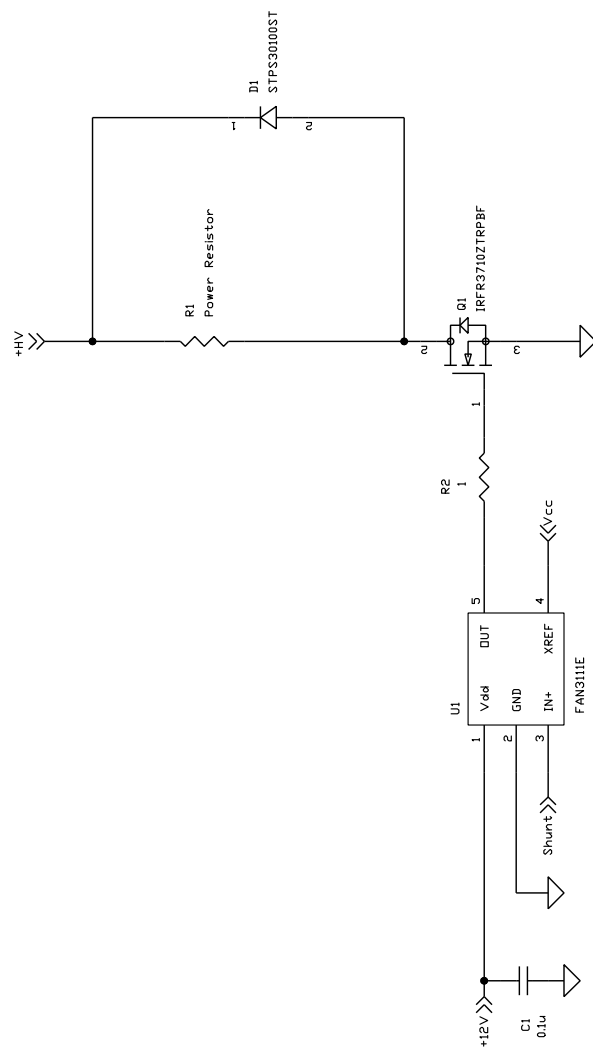 +HV
D1
STPS30100ST
1
2
R1
Power Resistor
Q1
IRFR3710ZTRPBF
2
3
1
R2
1
Vcc
U1
FAN3111E
Vdd
GND
IN+
OUT
XREF
1
2
3
5
4
Shunt
+12V
C1
0.1u